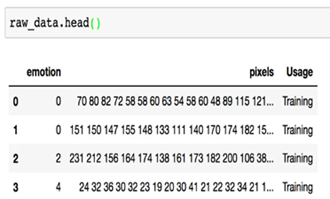 raw_data.head()
emotion pixels Usage
0 0 70 80 82 72 58 58 60 63 54 58 60 48 89 115 121... Training
1 0 151 150 147 155 148 133 111 140 170 174 182 15... Training
2 2 231 212 156 164 174 138 161 173 182 200 106 38... Training
3 4 24 32 36 30 32 23 19 20 30 41 21 22 32 34 21 1... Training